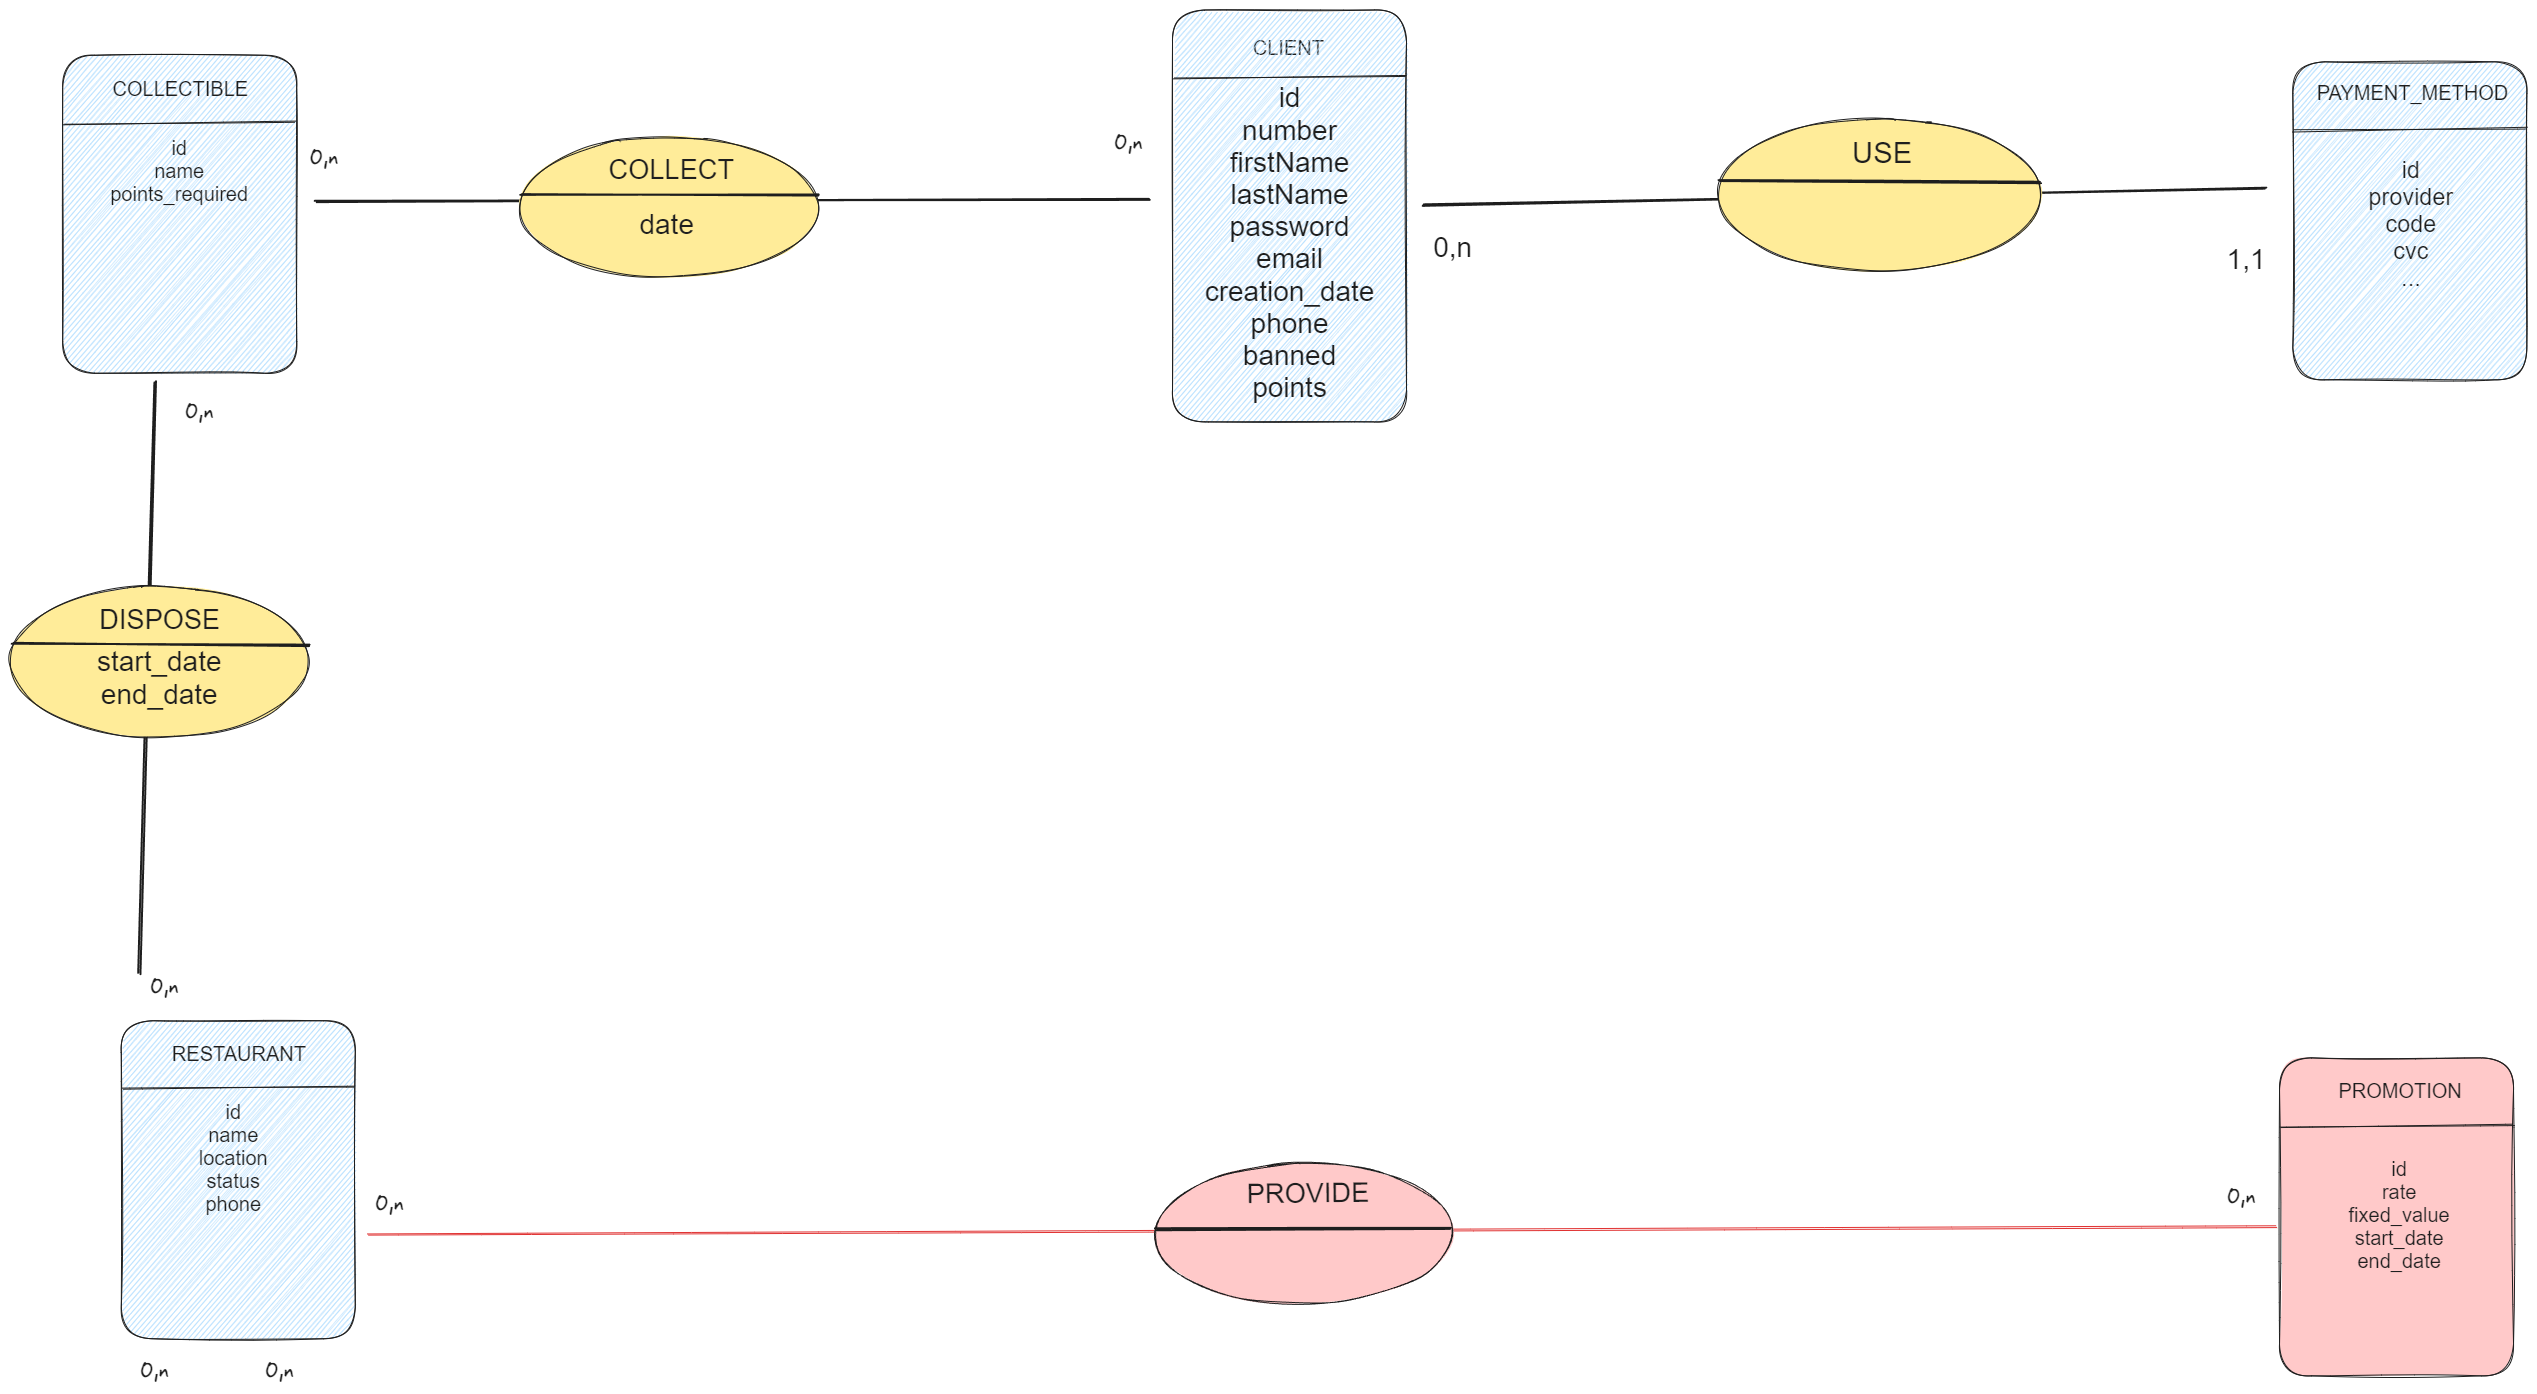 COLLECTIBLE
id
name
points_required
0,n
COLLECT
date
0,n
CLIENT
id
number
firstName
lastName
password
email
creation_date
phone
banned
points
0,n
USE
1,1
PAYMENT_METHOD
id
provider
code
cvc
...
0,n
DISPOSE
start_date
end_date
0,n
RESTAURANT
id
name
location
status
phone
0,n
PROVIDE
0,n
PROMOTION
id
rate
fixed_value
start_date
end_date
0,n
0,n